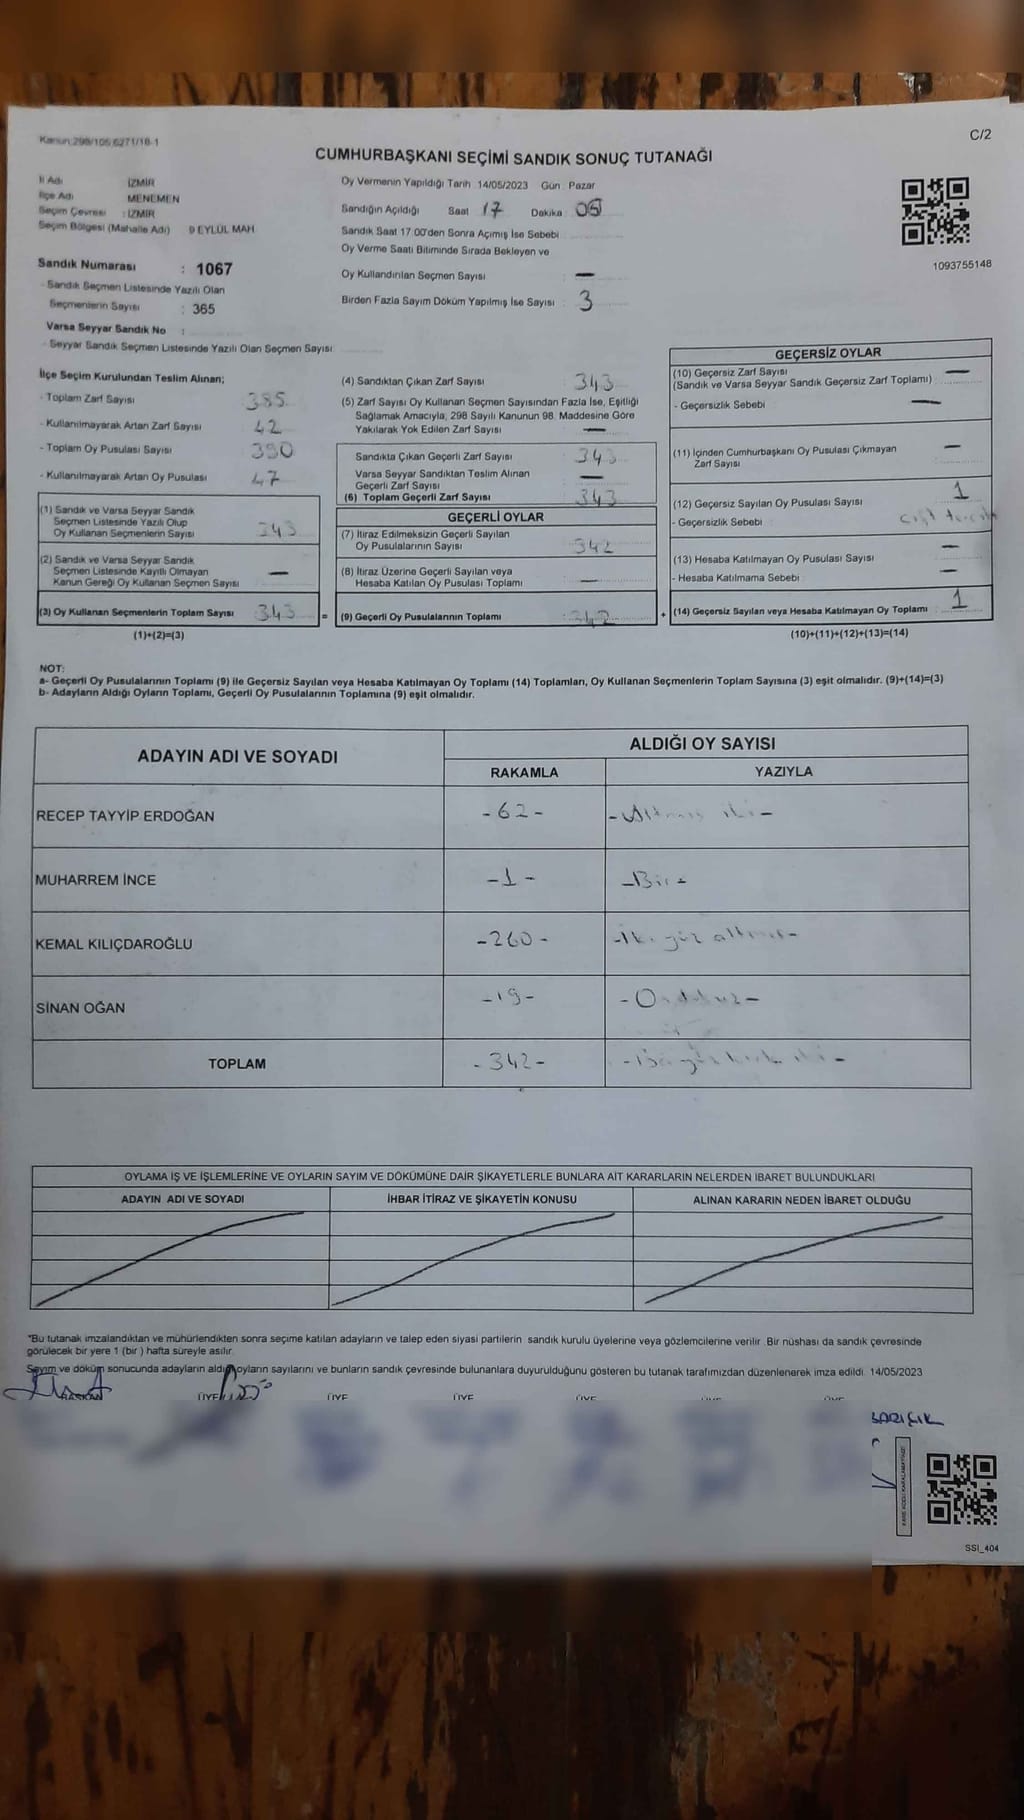 Kanun:298/105,6271/18-1
C/2
CUMHURBAŞKANI SEÇİMİ SANDIK SONUÇ TUTANAĞI
İl Adı İZMİR
İlçe Adı MENEMEN
Seçim Çevresi : İZMİR
Seçim Bölgesi (Mahalle Adı) 9 EYLÜL MAH
Oy Vermenin Yapıldığı Tarih 14/05/2023 Gün Pazar
Sandığın Açıldığı Saat 17 Dakika 05
Sandık Saat 17.00'den Sonra Açımış İse Sebebi
Oy Verme Saati Bitiminde Sırada Bekleyen ve
Oy Kullandırılan Seçmen Sayısı : —
Birden Fazla Sayım Döküm Yapılmış İse Sayısı : 3
1093755148
Sandık Numarası : 1067
- Sandık Seçmen Listesinde Yazılı Olan
Seçmenlerin Sayısı : 365
Varsa Seyyar Sandık No :
- Seyyar Sandık Seçmen Listesinde Yazılı Olan Seçmen Sayısı
İlçe Seçim Kurulundan Teslim Alınan;
- Toplam Zarf Sayısı 385
- Kullanılmayarak Artan Zarf Sayısı 42
- Toplam Oy Pusulası Sayısı 390
- Kullanılmayarak Artan Oy Pusulası 47
(1) Sandık ve Varsa Seyyar Sandık
Seçmen Listesinde Yazılı Olup
Oy Kullanan Seçmenlerin Sayısı 343
(2) Sandık ve Varsa Seyyar Sandık
Seçmen Listesinde Kayıtlı Olmayan
Kanun Gereği Oy Kullanan Seçmen Sayısı —
(3) Oy Kullanan Seçmenlerin Toplam Sayısı 343 =
(1)+(2)=(3)
(4) Sandıktan Çıkan Zarf Sayısı : 343
(5) Zarf Sayısı Oy Kullanan Seçmen Sayısından Fazla İse, Eşitliği
Sağlamak Amacıyla, 298 Sayılı Kanunun 98. Maddesine Göre
Yakılarak Yok Edilen Zarf Sayısı : —
Sandıkta Çıkan Geçerli Zarf Sayısı : 343
Varsa Seyyar Sandıktan Teslim Alınan
Geçerli Zarf Sayısı —
(6) Toplam Geçerli Zarf Sayısı 343
GEÇERLİ OYLAR
(7) İtiraz Edilmeksizin Geçerli Sayılan
Oy Pusulalarının Sayısı : 342
(8) İtiraz Üzerine Geçerli Sayılan veya
Hesaba Katılan Oy Pusulası Toplamı : —
(9) Geçerli Oy Pusulalarının Toplamı : 342 +
GEÇERSİZ OYLAR
(10) Geçersiz Zarf Sayısı —
(Sandık ve Varsa Seyyar Sandık Geçersiz Zarf Toplamı)
- Geçersizlik Sebebi : —
(11) İçinden Cumhurbaşkanı Oy Pusulası Çıkmayan
Zarf Sayısı —
(12) Geçersiz Sayılan Oy Pusulası Sayısı 1
- Geçersizlik Sebebi : çift tercih
(13) Hesaba Katılmayan Oy Pusulası Sayısı —
- Hesaba Katılmama Sebebi : —
(14) Geçersiz Sayılan veya Hesaba Katılmayan Oy Toplamı : 1
(10)+(11)+(12)+(13)=(14)
NOT:
a- Geçerli Oy Pusulalarının Toplamı (9) ile Geçersiz Sayılan veya Hesaba Katılmayan Oy Toplamı (14) Toplamları, Oy Kullanan Seçmenlerin Toplam Sayısına (3) eşit olmalıdır. (9)+(14)=(3)
b- Adayların Aldığı Oyların Toplamı, Geçerli Oy Pusulalarının Toplamına (9) eşit olmalıdır.
ADAYIN ADI VE SOYADI
ALDIĞI OY SAYISI
RAKAMLA YAZIYLA
RECEP TAYYİP ERDOĞAN -62- -Altmış iki-
MUHARREM İNCE -1- -Bir-
KEMAL KILIÇDAROĞLU -260- -İki yüz altmış-
SİNAN OĞAN -19- -Ondokuz-
TOPLAM -342-
OYLAMA İŞ VE İŞLEMLERİNE VE OYLARIN SAYIM VE DÖKÜMÜNE DAİR ŞİKAYETLERLE BUNLARA AİT KARARLARIN NELERDEN İBARET BULUNDUKLARI
ADAYIN ADI VE SOYADI İHBAR İTİRAZ VE ŞİKAYETİN KONUSU ALINAN KARARIN NEDEN İBARET OLDUĞU
*Bu tutanak imzalandıktan ve mühürlendikten sonra seçime katılan adayların ve talep eden siyasi partilerin sandık kurulu üyelerine veya gözlemcilerine verilir. Bir nüshası da sandık çevresinde
görülecek bir yere 1 (bir ) hafta süreyle asılır.
Sayım ve döküm sonucunda adayların aldığı oyların sayılarını ve bunların sandık çevresinde bulunanlara duyurulduğunu gösteren bu tutanak tarafımızdan düzenlenerek imza edildi. 14/05/2023
BAŞKAN ÜYE ÜYE ÜYE ÜYE
SARIŞIK
SSI_404